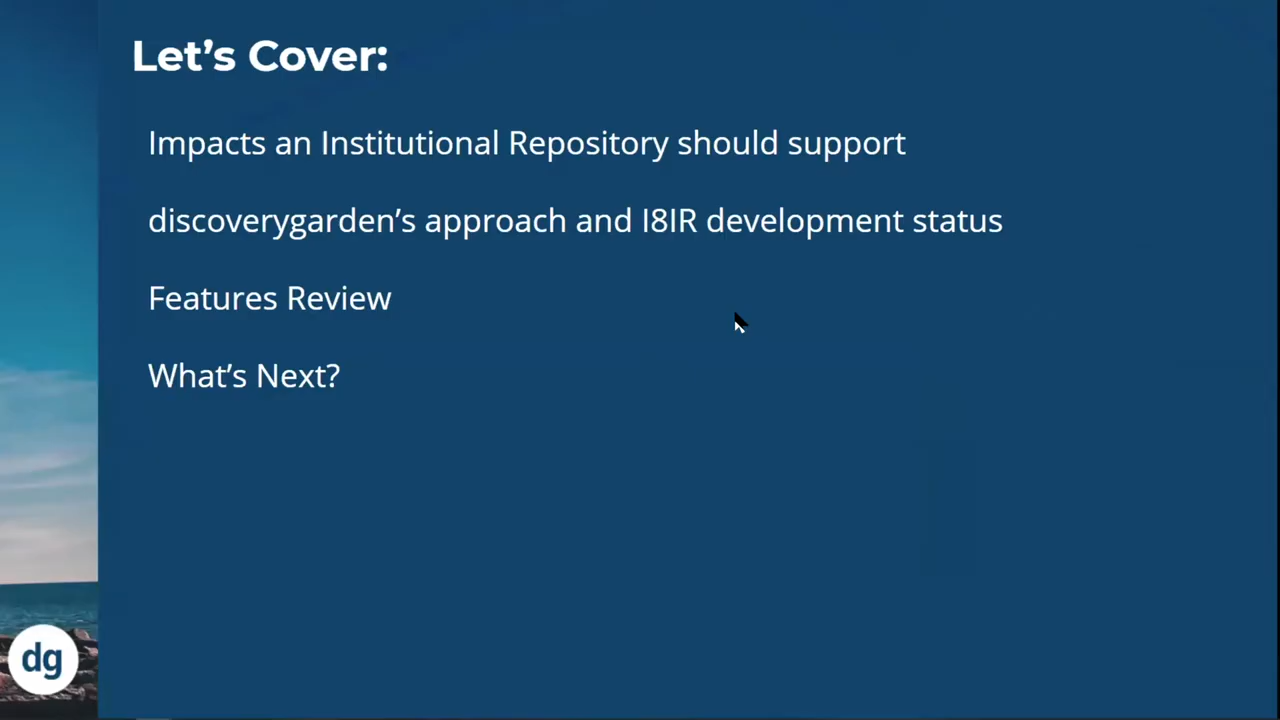 Let’s Cover:
Impacts an Institutional Repository should support
discoverygarden’s approach and I8IR development status
Features Review
What’s Next?
dg